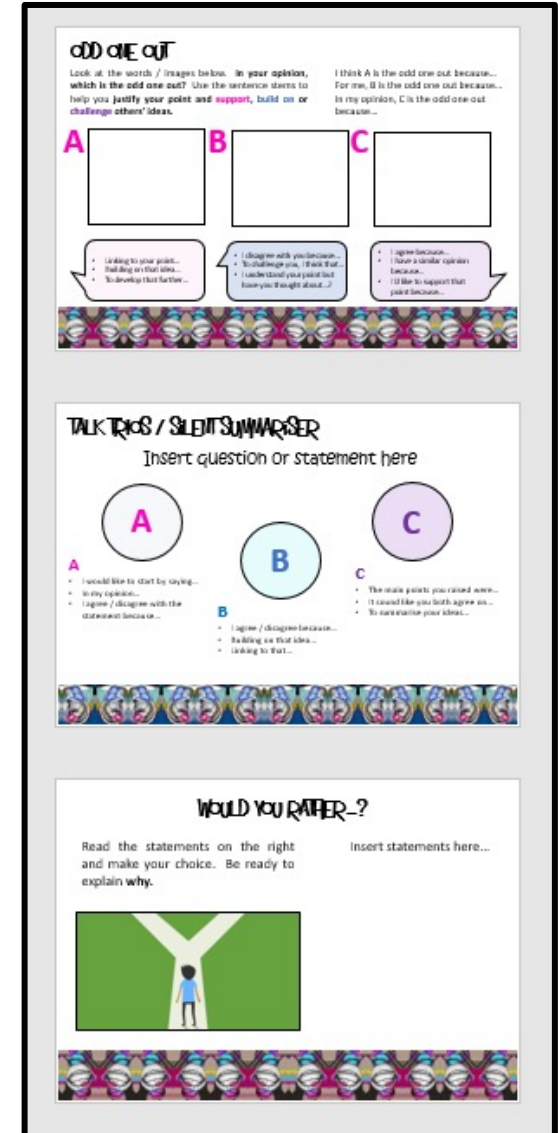 ODD ONE OUT
Look at the words / images below. In your opinion,
which is the odd one out? Use the sentence stems to
help you justify your point and support, build on or
challenge others' ideas.
I think A is the odd one out because...
For me, B is the odd one out because...
In my opinion, C is the odd one out
because...
A
B
C
Linking to your point...
Building on that idea...
To develop that further...
I disagree with you because...
To challenge you, I think that...
I understand your point but
have you thought about...?
I agree because...
I have a similar opinion
because...
I'd like to support that
point because...
TALK TRIOS / SILENT SUMMARISER
Insert question or statement here
A
B
C
A
I would like to start by saying...
In my opinion...
I agree / disagree with the
statement because...
B
I agree / disagree because...
Building on that idea...
Linking to that...
C
The main points you raised were...
It sound like you both agree on...
To summarise your ideas...
WOULD YOU RATHER...?
Read the statements on the right
and make your choice. Be ready to
explain why.
Insert statements here...